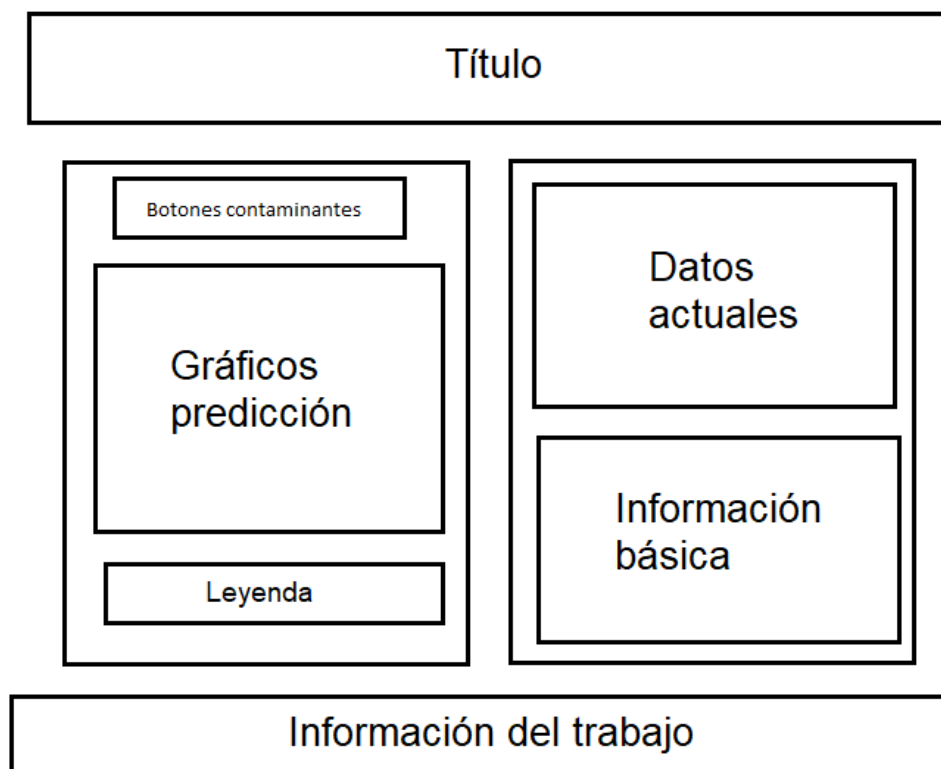 Título
Botones contaminantes
Gráficos
predicción
Leyenda
Datos
actuales
Información
básica
Información del trabajo